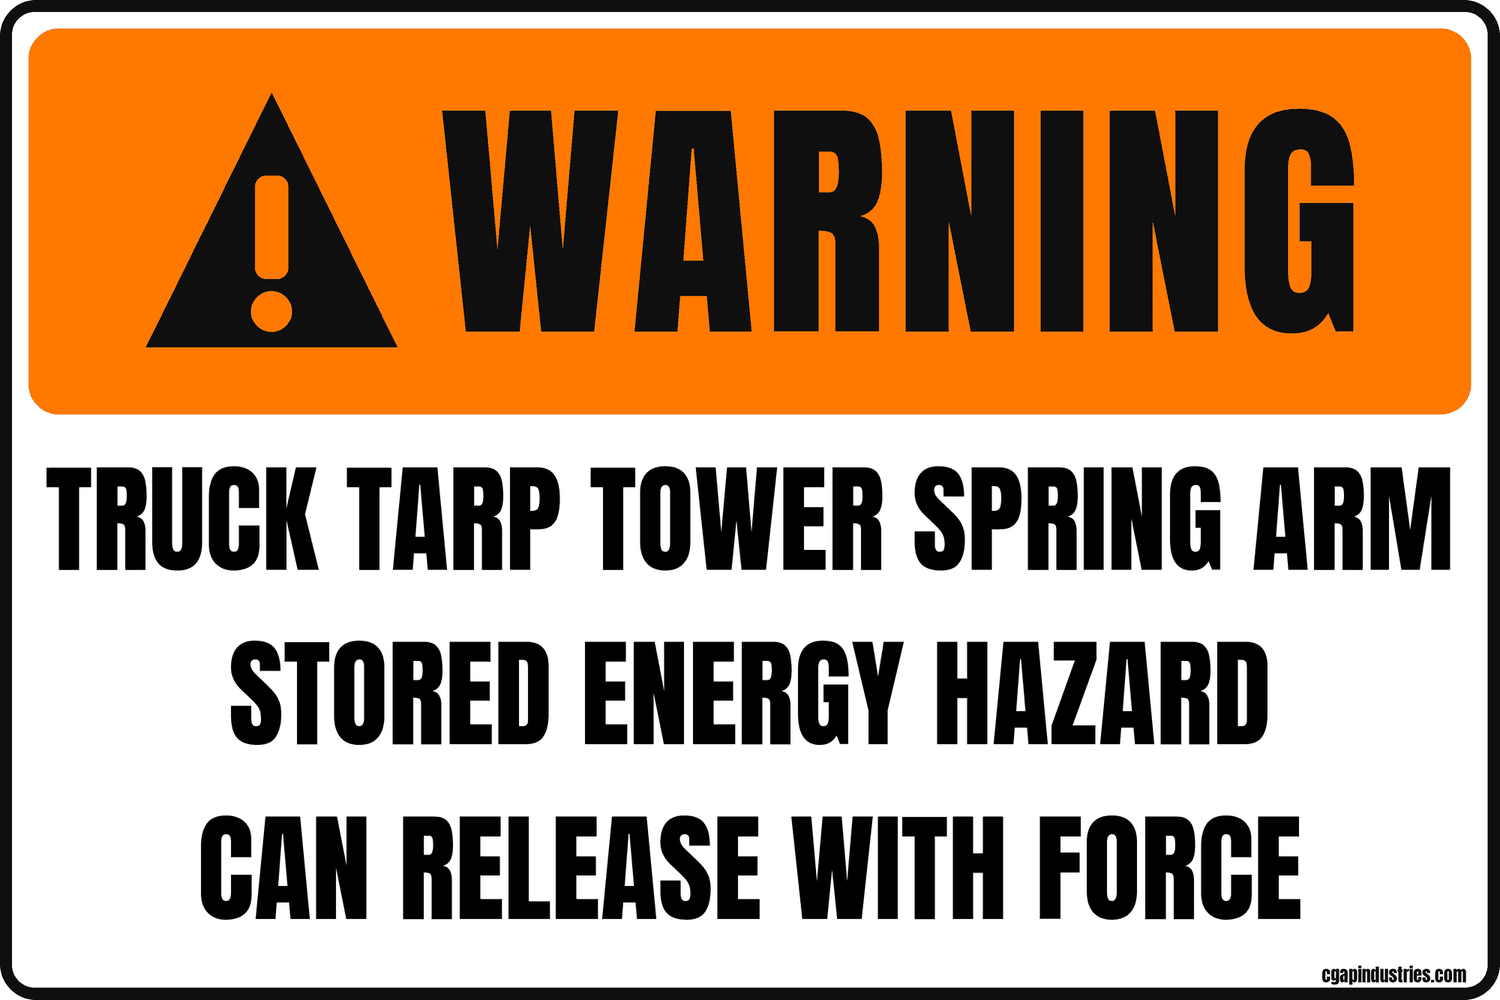 WARNING
TRUCK TARP TOWER SPRING ARM
STORED ENERGY HAZARD
CAN RELEASE WITH FORCE
cgapindustries.com